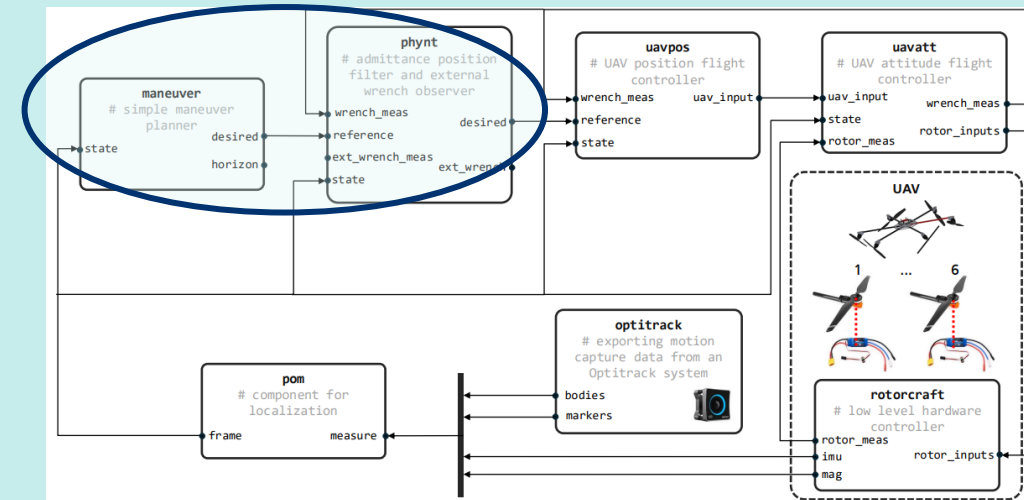 maneuver
# simple maneuver
planner
state
desired
horizon
phynt
# admittance position
filter and external
wrench observer
wrench_meas
reference
ext_wrench_meas
state
desired
ext_wrench
uavpos
# UAV position flight
controller
wrench_meas
reference
state
uav_input
uavatt
# UAV attitude flight
controller
uav_input
state
rotor_meas
wrench_meas
rotor_inputs
UAV
1 ... 6
optitrack
# exporting motion
capture data from an
Optitrack system
bodies
markers
pom
# component for
localization
frame
measure
rotorcraft
# low level hardware
controller
rotor_meas
imu
mag
rotor_inputs